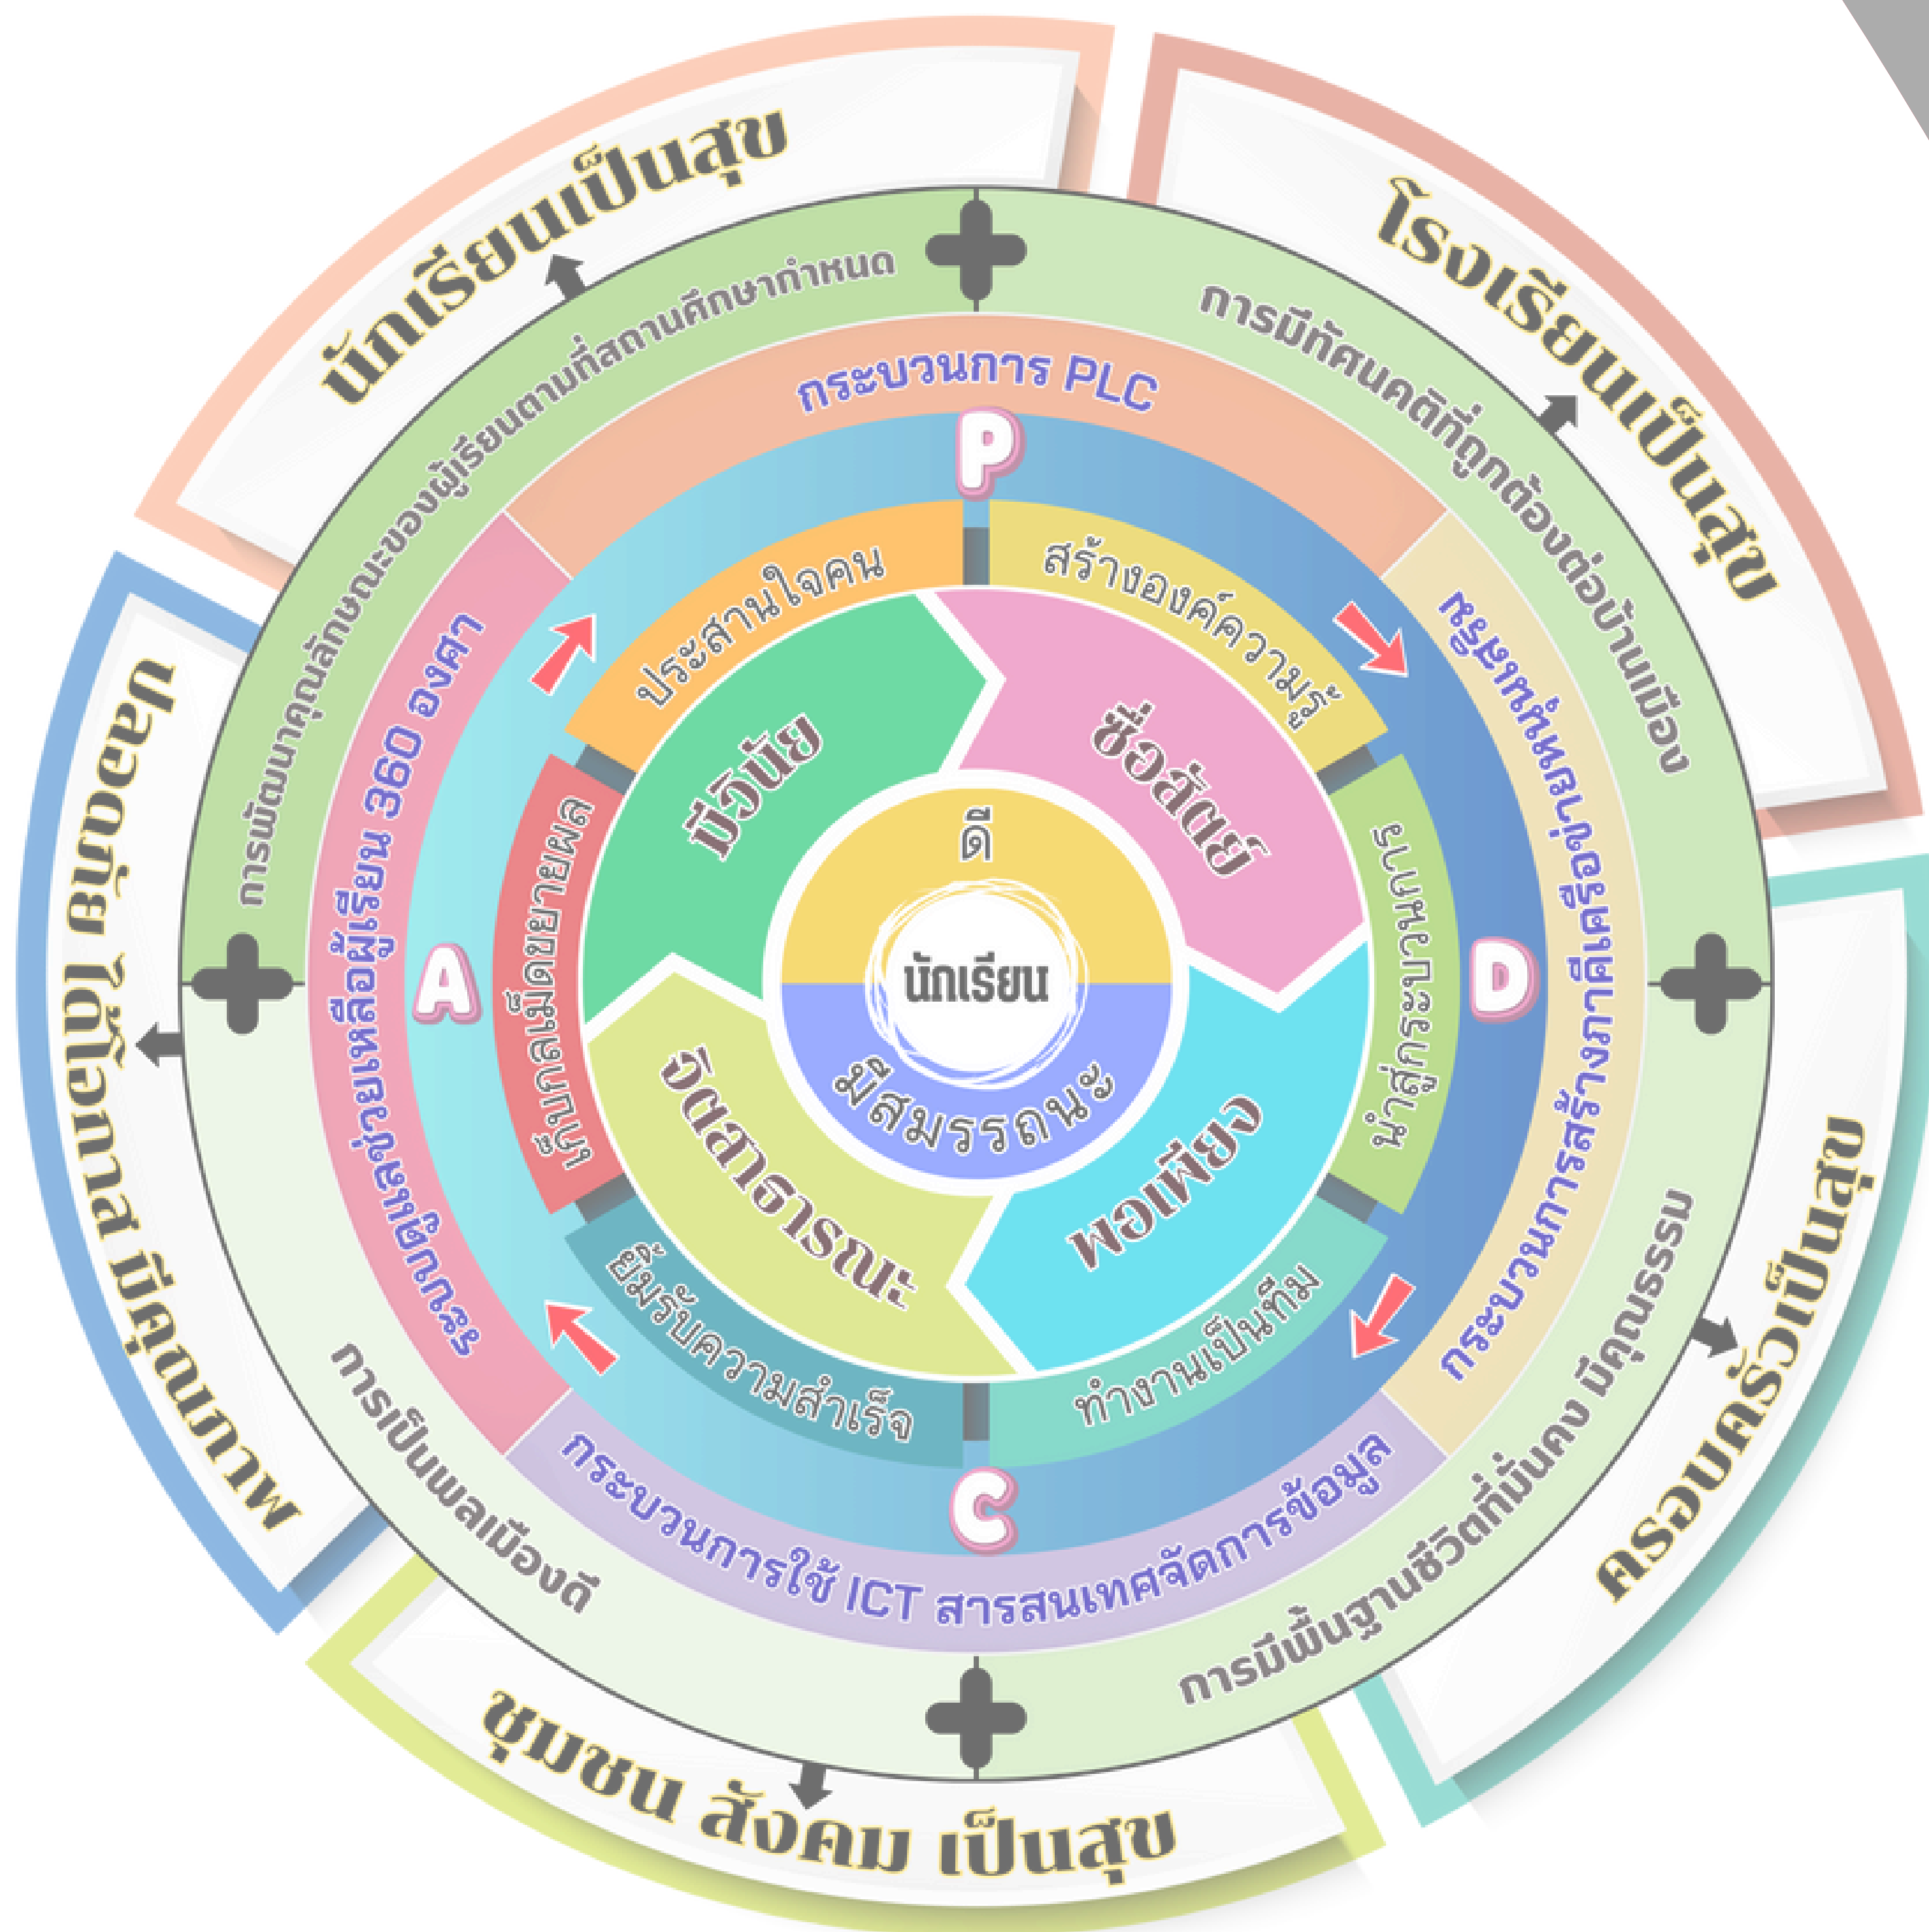 นักเรียนเป็นสุข
โรงเรียนเป็นสุข
ครอบครัวเป็นสุข
ชุมชน สังคม เป็นสุข
ปลอดภัย ได้โอกาส มีคุณภาพ
การพัฒนาคุณลักษณะของผู้เรียนตามที่สถานศึกษากำหนด
การมีทัศนคติที่ถูกต้องต่อบ้านเมือง
การมีพื้นฐานชีวิตที่มั่นคง มีคุณธรรม
การเป็นพลเมืองดี
กระบวนการ PLC
กระบวนการสร้างภาคีเครือข่ายหนุนเสริม
กระบวนการใช้ ICT สารสนเทศจัดการข้อมูล
ระบบดูแลช่วยเหลือผู้เรียน 360 องศา
P
D
C
A
ประสานใจคน
สร้างองค์ความรู้
นำสู่กระบวนการ
ทำงานเป็นทีม
ยิ้มรับความสำเร็จ
เก็บกลเม็ดขยายผล
มีวินัย
ซื่อสัตย์
พอเพียง
จิตสาธารณะ
ดี
นักเรียน
มีสมรรถนะ